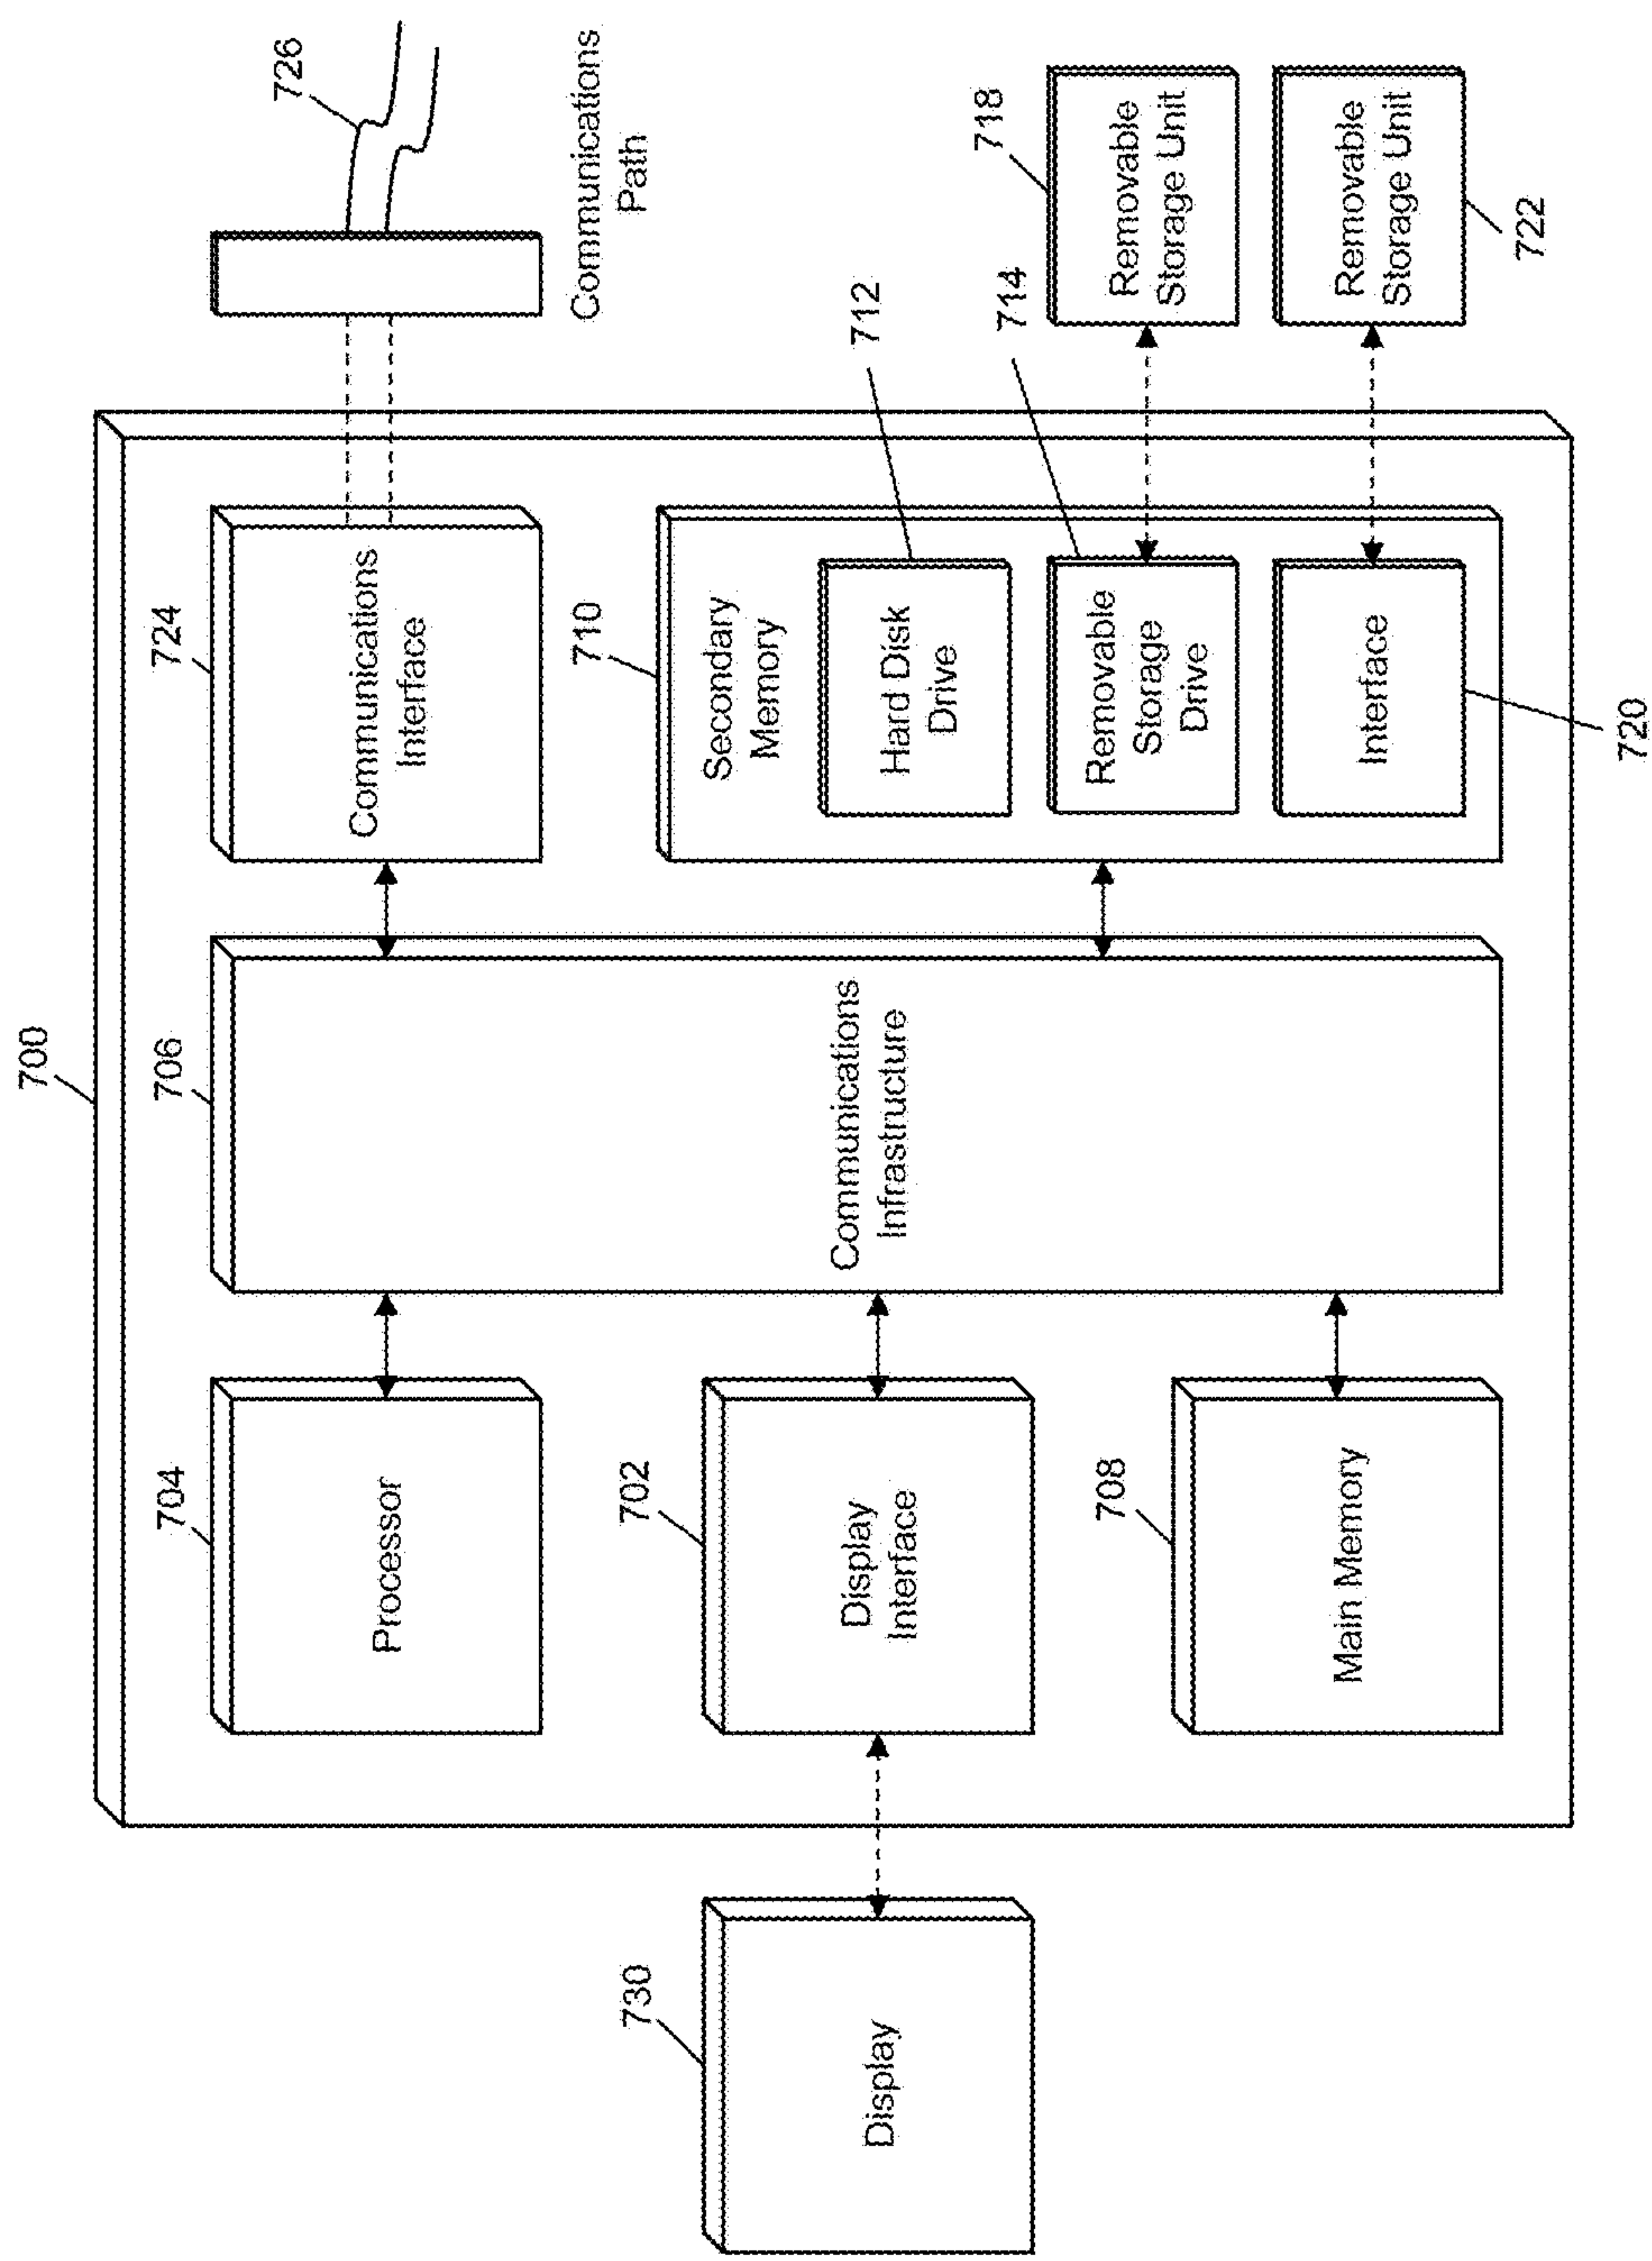 700
704
Processor
706
Communications
Infrastructure
724
Communications
Interface
726
Communications
Path
730
Display
702
Display
Interface
708
Main Memory
710
Secondary
Memory
712
Hard Disk
Drive
714
Removable
Storage
Drive
718
Removable
Storage Unit
Interface
720
Removable
Storage Unit
722